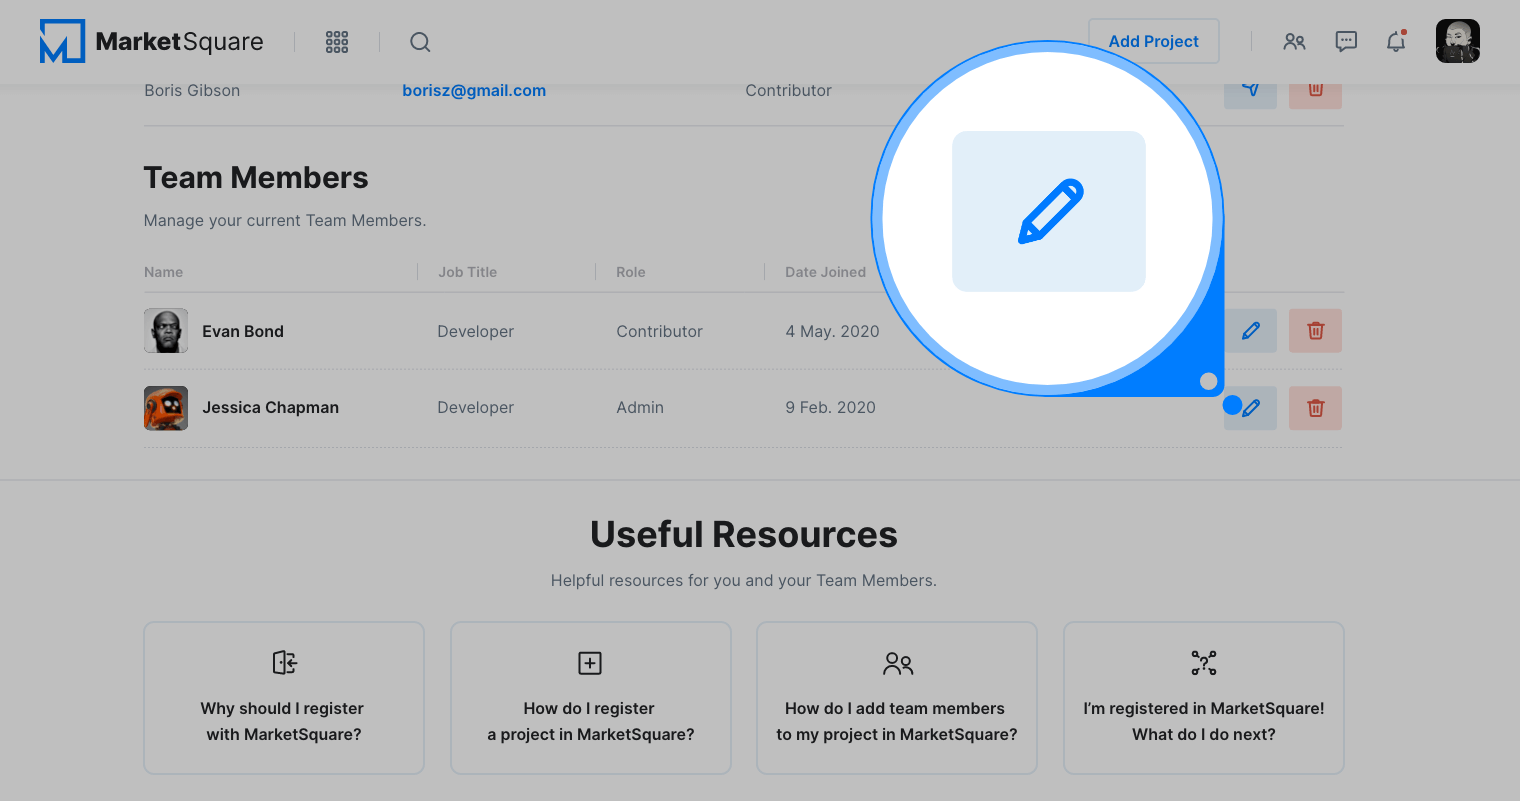 MarketSquare
Add Project
Boris Gibson borisz@gmail.com Contributor
Team Members
Manage your current Team Members.
Name Job Title Role Date Joined
Evan Bond Developer Contributor 4 May. 2020
Jessica Chapman Developer Admin 9 Feb. 2020
Useful Resources
Helpful resources for you and your Team Members.
Why should I register
with MarketSquare?
How do I register
a project in MarketSquare?
How do I add team members
to my project in MarketSquare?
I’m registered in MarketSquare!
What do I do next?